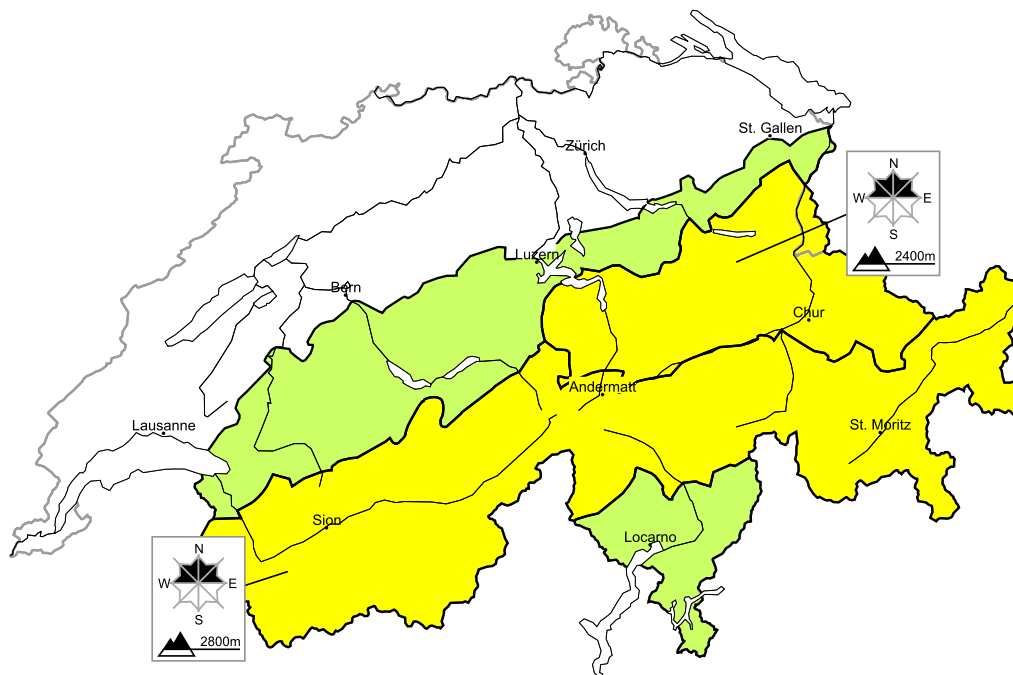 St. Gallen
Zürich
N
W E
S
2400m
Luzern
Bern
Chur
Andermatt
Lausanne
St. Moritz
Sion
Locarno
N
W E
S
2800m